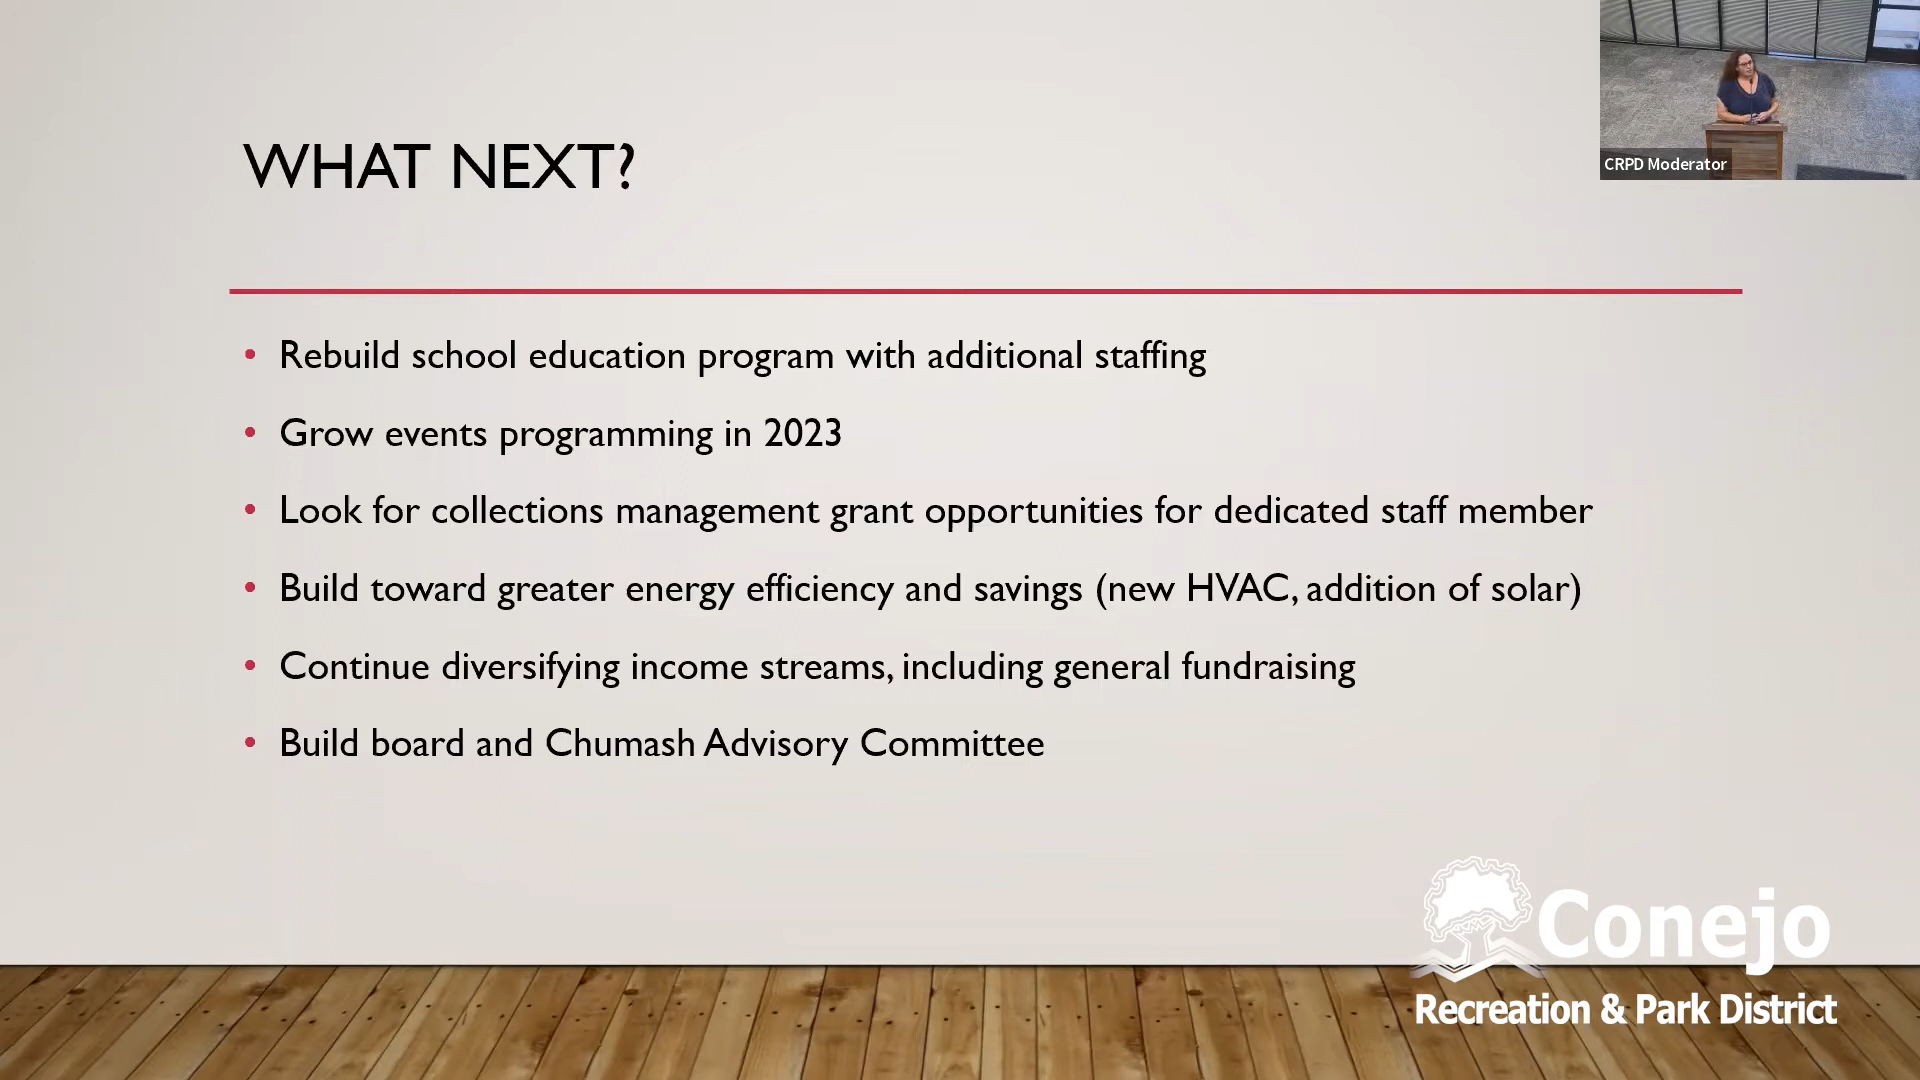 WHAT NEXT?
CRPD Moderator
• Rebuild school education program with additional staffing
• Grow events programming in 2023
• Look for collections management grant opportunities for dedicated staff member
• Build toward greater energy efficiency and savings (new HVAC, addition of solar)
• Continue diversifying income streams, including general fundraising
• Build board and Chumash Advisory Committee
Conejo
Recreation & Park District